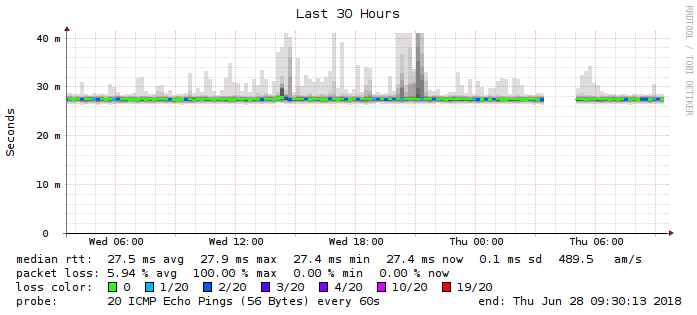 Last 30 Hours
RRDTOOL / TOBI OETIKER
Seconds
40 m
30 m
20 m
10 m
0
Wed 06:00 Wed 12:00 Wed 18:00 Thu 00:00 Thu 06:00
median rtt: 27.5 ms avg 27.9 ms max 27.4 ms min 27.4 ms now 0.1 ms sd 489.5 am/s
packet loss: 5.94 % avg 100.00 % max 0.00 % min 0.00 % now
loss color: 0 1/20 2/20 3/20 4/20 10/20 19/20
probe: 20 ICMP Echo Pings (56 Bytes) every 60s end: Thu Jun 28 09:30:13 2018